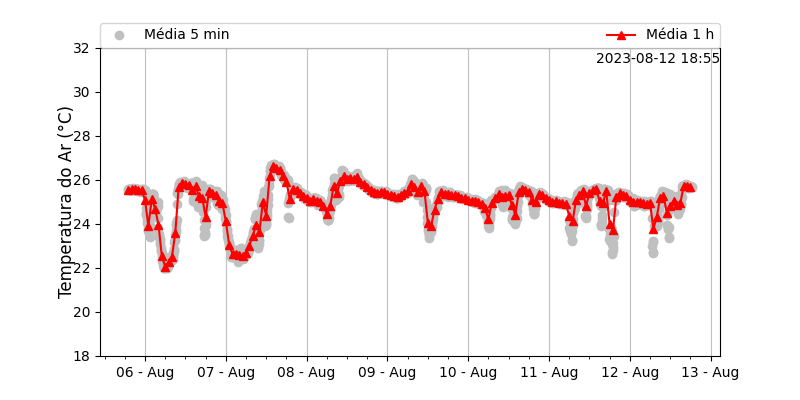 Média 5 min
Média 1 h
2023-08-12 18:55
Temperatura do Ar (°C)
32
30
28
26
24
22
20
18
06 - Aug
07 - Aug
08 - Aug
09 - Aug
10 - Aug
11 - Aug
12 - Aug
13 - Aug